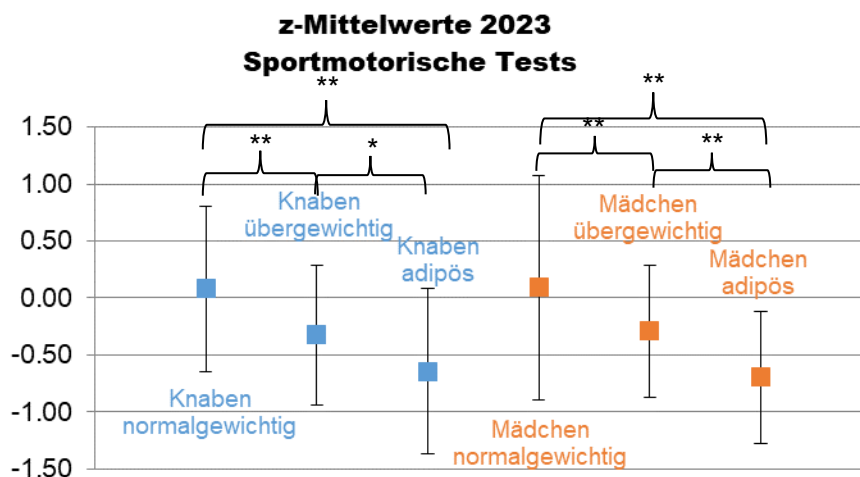 z-Mittelwerte 2023
Sportmotorische Tests
**
**
**
*
**
**
1.50
1.00
0.50
0.00
-0.50
-1.00
-1.50
Knaben
übergewichtig
Knaben
adipös
Knaben
normalgewichtig
Mädchen
übergewichtig
Mädchen
adipös
Mädchen
normalgewichtig